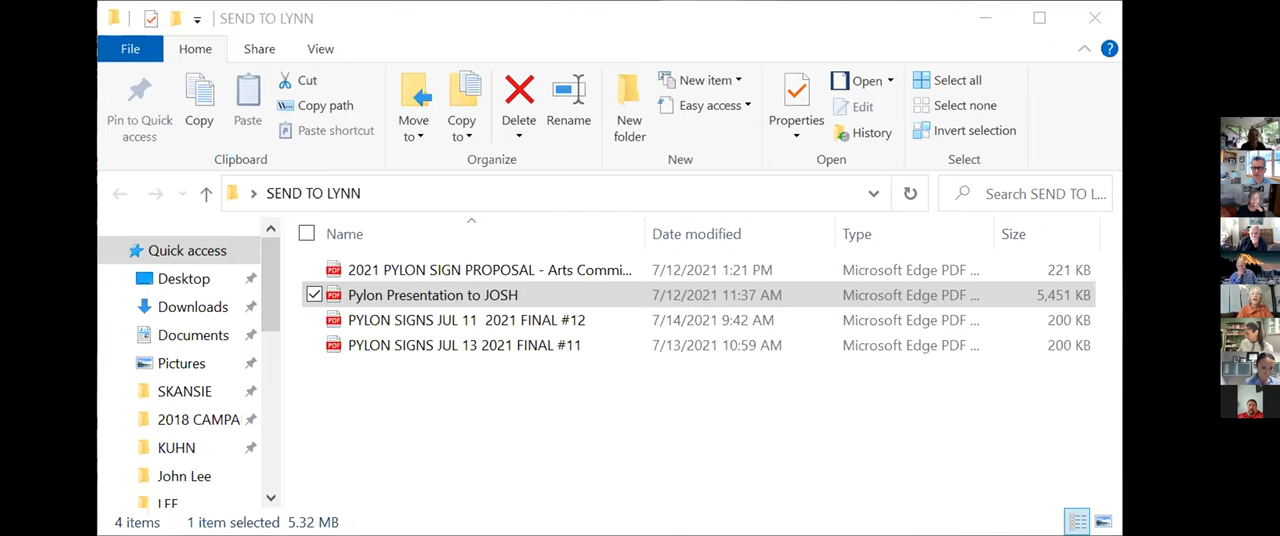 SEND TO LYNN
File Home Share View
Pin to Quick access
Copy
Paste
Cut
Copy path
Paste shortcut
Clipboard
Move to
Copy to
Delete
Rename
Organize
New folder
New item
Easy access
New
Properties
Open
Edit
History
Open
Select all
Select none
Invert selection
Select
SEND TO LYNN
Search SEND TO L...
Name Date modified Type Size
2021 PYLON SIGN PROPOSAL - Arts Commi... 7/12/2021 1:21 PM Microsoft Edge PDF ... 221 KB
Pylon Presentation to JOSH 7/12/2021 11:37 AM Microsoft Edge PDF ... 5,451 KB
PYLON SIGNS JUL 11 2021 FINAL #12 7/14/2021 9:42 AM Microsoft Edge PDF ... 200 KB
PYLON SIGNS JUL 13 2021 FINAL #11 7/13/2021 10:59 AM Microsoft Edge PDF ... 200 KB
Quick access
Desktop
Downloads
Documents
Pictures
SKANSIE
2018 CAMPA
KUHN
John Lee
LEE
4 items 1 item selected 5.32 MB